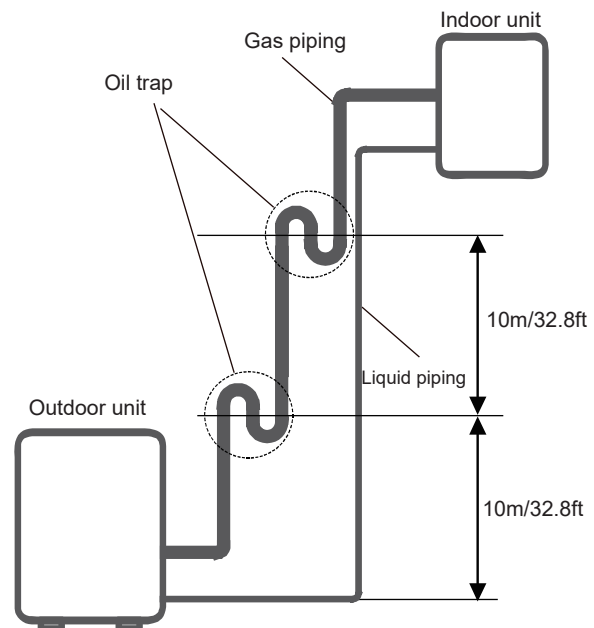 Indoor unit
Gas piping
Oil trap
10m/32.8ft
Liquid piping
Outdoor unit
10m/32.8ft